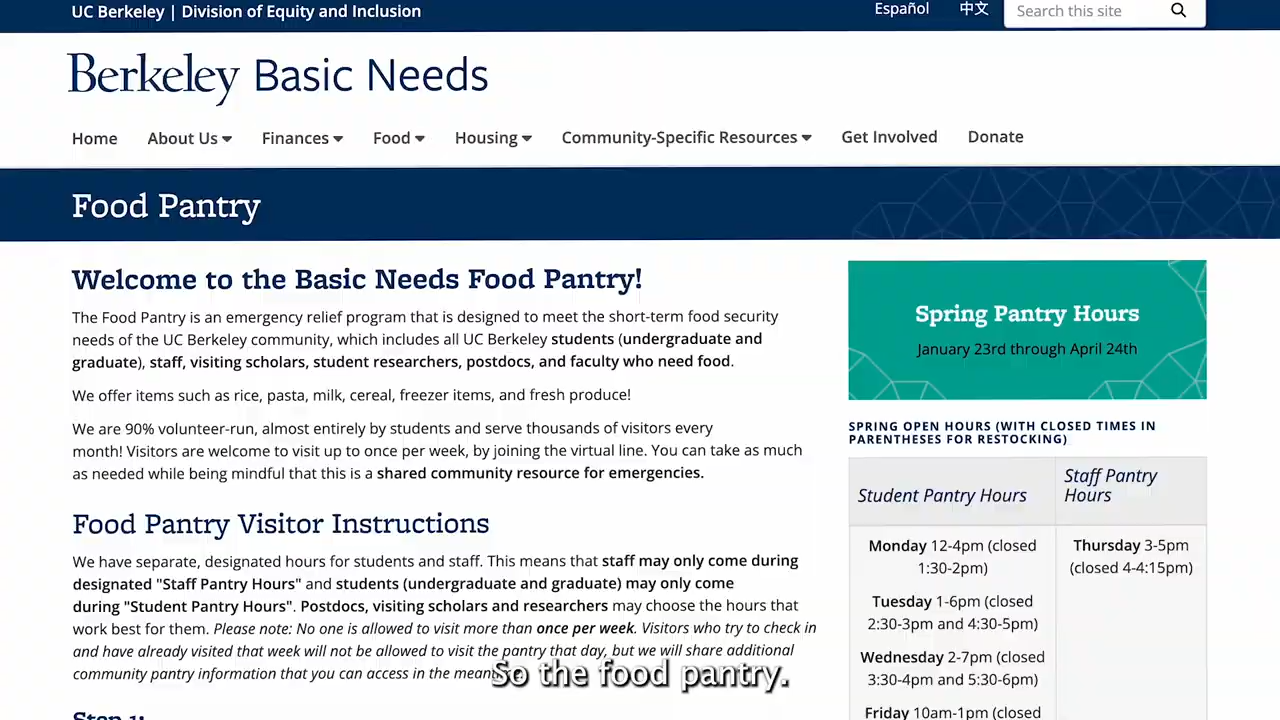 UC Berkeley | Division of Equity and Inclusion
Español 中文 Search this site
Berkeley Basic Needs
Home About Us Finances Food Housing Community-Specific Resources Get Involved Donate
Food Pantry
Welcome to the Basic Needs Food Pantry!
The Food Pantry is an emergency relief program that is designed to meet the short-term food security
needs of the UC Berkeley community, which includes all UC Berkeley students (undergraduate and
graduate), staff, visiting scholars, student researchers, postdocs, and faculty who need food.
We offer items such as rice, pasta, milk, cereal, freezer items, and fresh produce!
We are 90% volunteer-run, almost entirely by students and serve thousands of visitors every
month! Visitors are welcome to visit up to once per week, by joining the virtual line. You can take as much
as needed while being mindful that this is a shared community resource for emergencies.
Food Pantry Visitor Instructions
We have separate, designated hours for students and staff. This means that staff may only come during
designated "Staff Pantry Hours" and students (undergraduate and graduate) may only come
during "Student Pantry Hours". Postdocs, visiting scholars and researchers may choose the hours that
work best for them. Please note: No one is allowed to visit more than once per week. Visitors who try to check in
and have already visited that week will not be allowed to visit the pantry that day, but we will share additional
community pantry information that you can access in the
Step 1:
Spring Pantry Hours
January 23rd through April 24th
SPRING OPEN HOURS (WITH CLOSED TIMES IN
PARENTHESES FOR RESTOCKING)
Student Pantry Hours
Staff Pantry
Hours
Monday 12-4pm (closed
1:30-2pm)
Thursday 3-5pm
(closed 4-4:15pm)
Tuesday 1-6pm (closed
2:30-3pm and 4:30-5pm)
Wednesday 2-7pm (closed
3:30-4pm and 5:30-6pm)
Friday 10am-1pm (closed
So the food pantry.